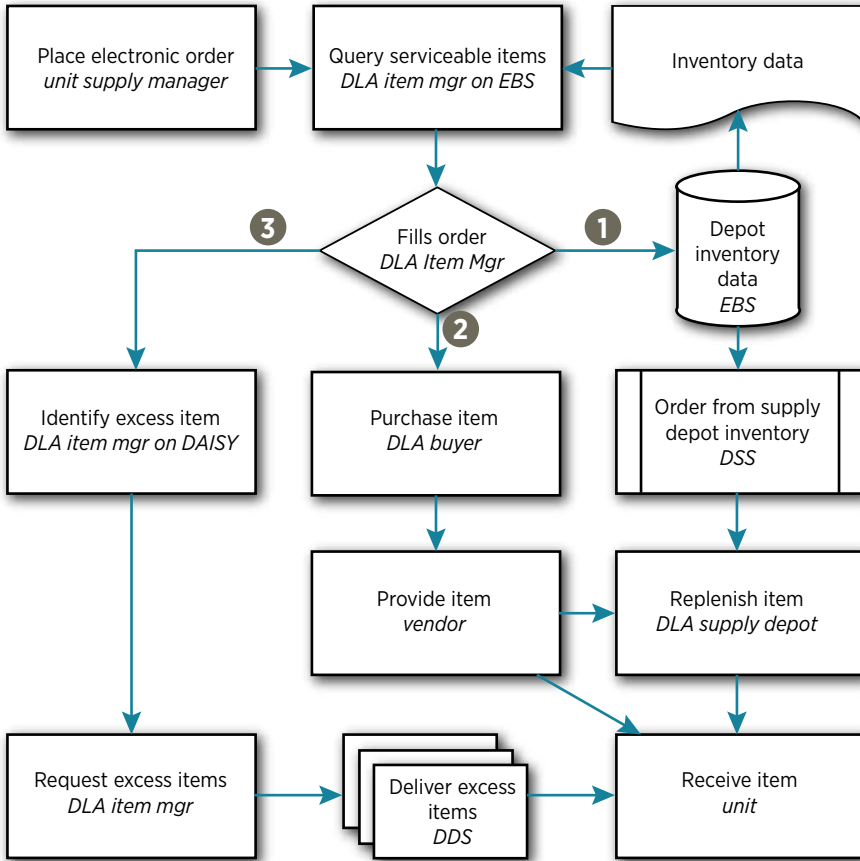 Place electronic order
unit supply manager
Query serviceable items
DLA item mgr on EBS
Inventory data
3
Fills order
DLA Item Mgr
1
Depot
inventory
data
EBS
2
Identify excess item
DLA item mgr on DAISY
Purchase item
DLA buyer
Order from supply
depot inventory
DSS
Provide item
vendor
Replenish item
DLA supply depot
Request excess items
DLA item mgr
Deliver excess
items
DDS
Receive item
unit